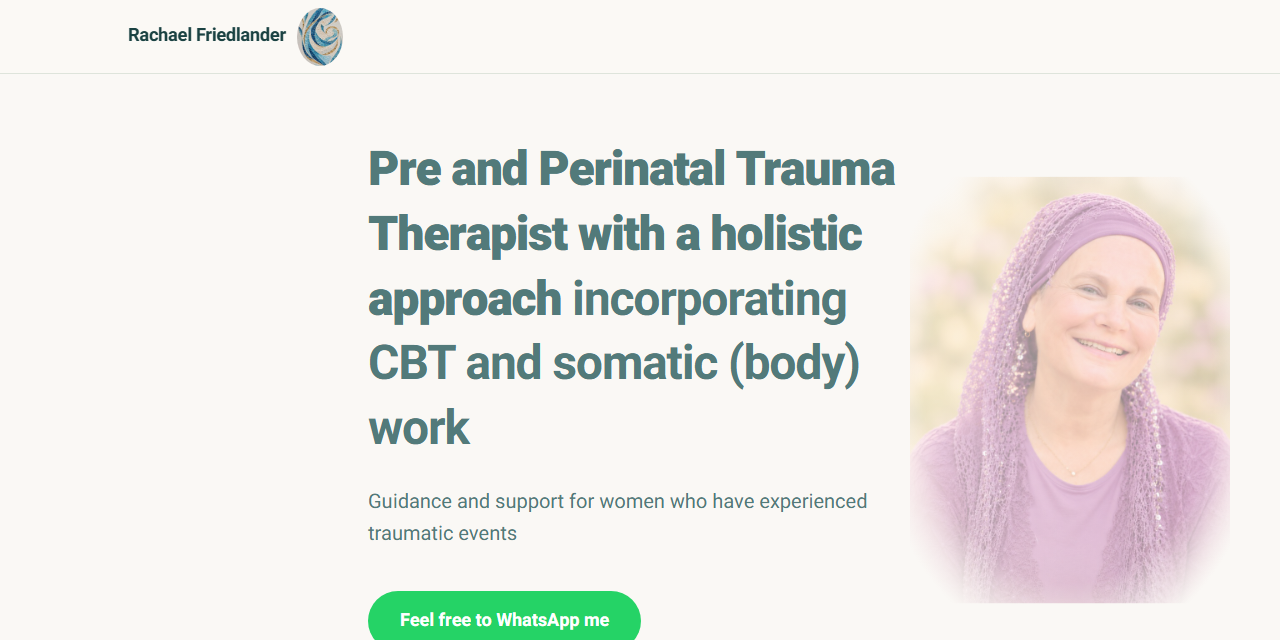 Rachael Friedlander
Pre and Perinatal Trauma
Therapist with a holistic
approach incorporating
CBT and somatic (body)
work
Guidance and support for women who have experienced
traumatic events
Feel free to WhatsApp me